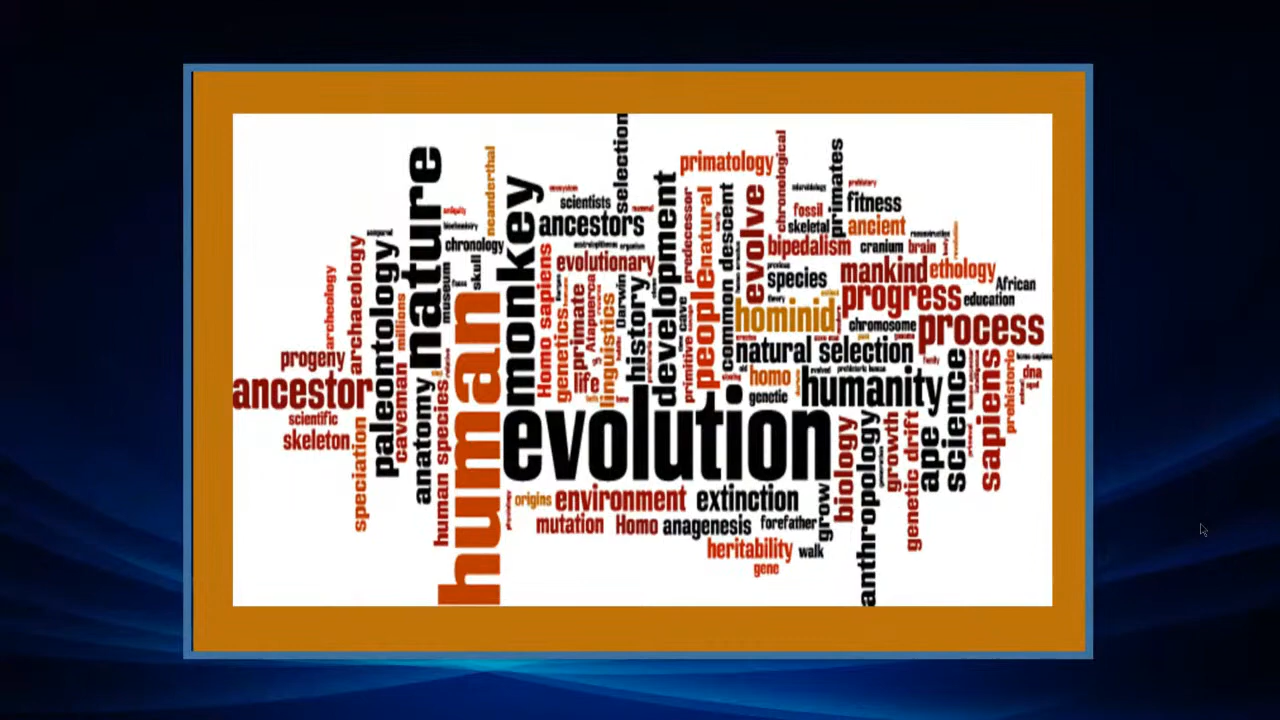 selection
nature
neanderthal
primatology
chronological
primates
monkey
scientists
ancestors
development
predecessor
natural
common descent
evolve
fossil
skeletal
fitness
ancient
bipedalism
cranium
brain
archeology
archaeology
paleontology
millions
chronology
museum
skull
human
Homo sapiens
evolutionary
genetics
primate
Darwin
linguistics
history
cave
people
primitive
species
mankind
ethology
African
progress
education
hominid
chromosome
process
natural selection
progeny
ancestor
scientific
skeleton
speciation
caveman
anatomy
human species
life
homo
genetic
humanity
science
sapiens
prehistoric
dna
evolution
biology
anthropology
growth
genetic drift
ape
origins
environment
extinction
grow
mutation
Homo
anagenesis
forefather
heritability
walk
gene